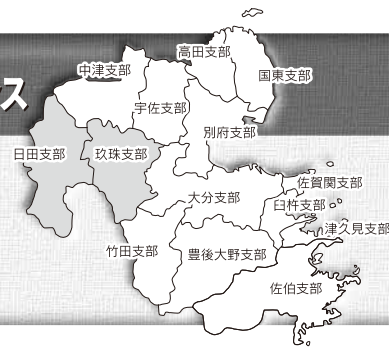 高田支部
中津支部
国東支部
ス
宇佐支部
別府支部
日田支部
玖珠支部
佐賀関支部
大分支部
臼杵支部
津久見支部
竹田支部
豊後大野支部
佐伯支部